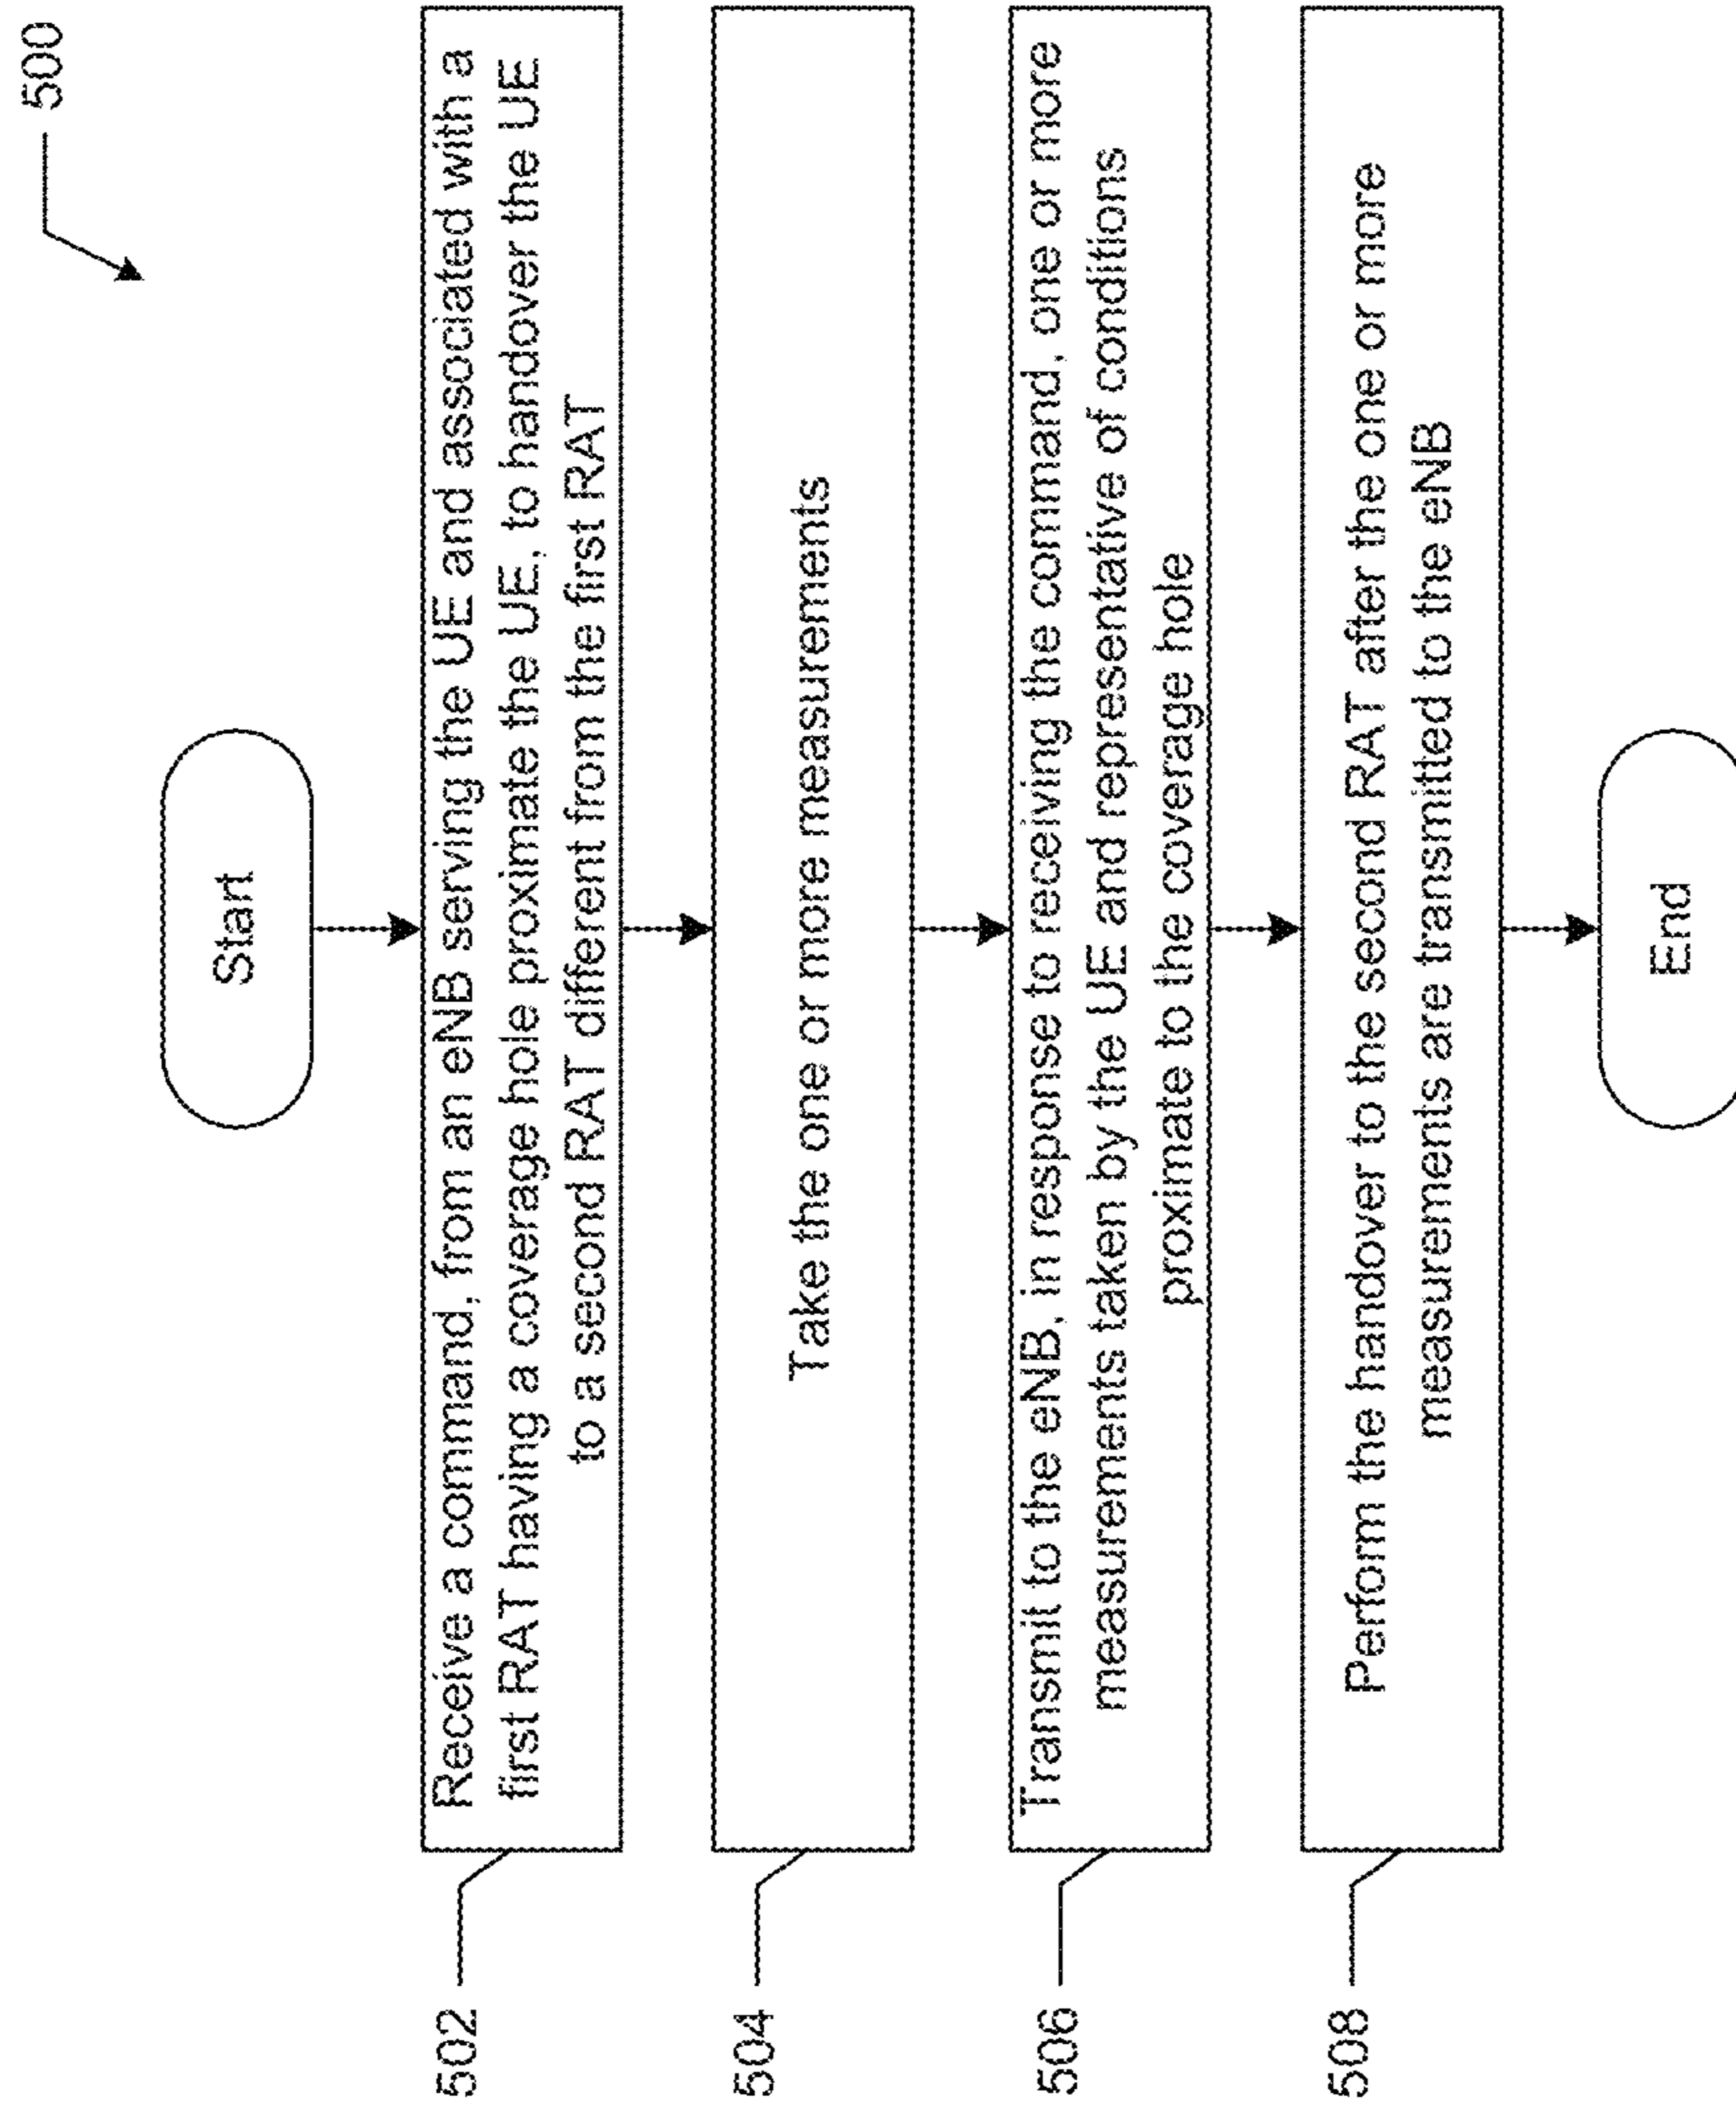 500
Start
502
Receive a command, from an eNB serving the UE and associated with a
first RAT having a coverage hole proximate the UE, to handover the UE
to a second RAT different from the first RAT
504
Take the one or more measurements
506
Transmit to the eNB, in response to receiving the command, one or more
measurements taken by the UE and representative of conditions
proximate to the coverage hole
508
Perform the handover to the second RAT after the one or more
measurements are transmitted to the eNB
End